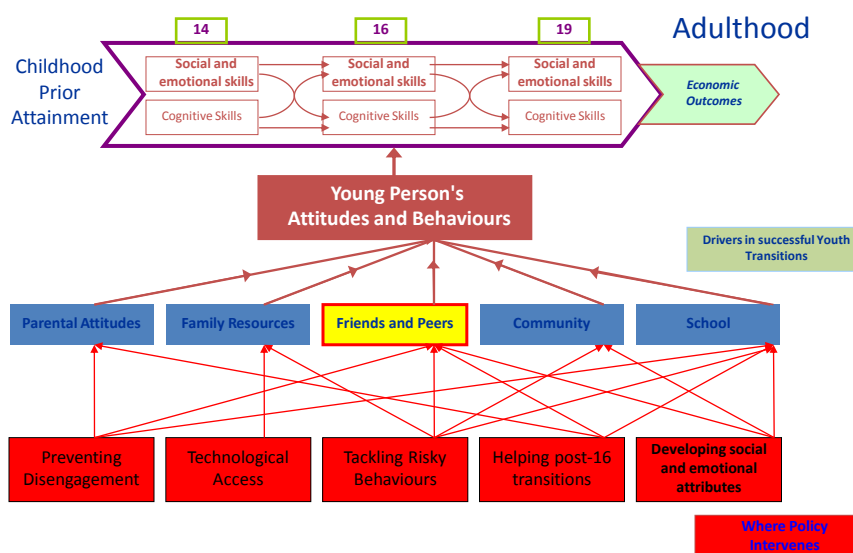 14
16
19
Adulthood
Childhood
Prior
Attainment
Social and
emotional skills
Social and
emotional skills
Social and
emotional skills
Cognitive Skills
Cognitive Skills
Cognitive Skills
Economic
Outcomes
Young Person's
Attitudes and Behaviours
Drivers in successful Youth
Transitions
Parental Attitudes
Family Resources
Friends and Peers
Community
School
Preventing
Disengagement
Technological
Access
Tackling Risky
Behaviours
Helping post-16
transitions
Developing social
and emotional
attributes
Where Policy
Intervenes